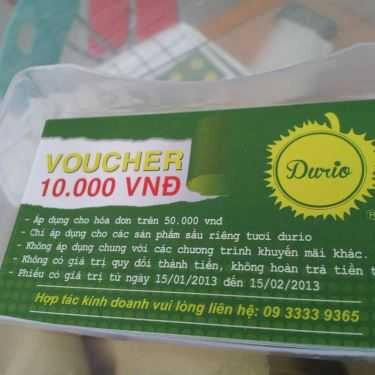 VOUCHER
10.000 VNĐ
Durio
- Áp dụng cho hóa đơn trên 50.000 vnđ
- Chỉ áp dụng cho các sản phẩm sầu riêng tươi durio
- Không áp dụng chung với các chương trình khuyến mãi khác.
- Không có giá trị quy đổi thành tiền, không hoàn trả tiền t
- Phiếu có giá trị từ ngày 15/01/2013 đến 15/02/2013
Hợp tác kinh doanh vui lòng liên hệ: 09 3333 9365